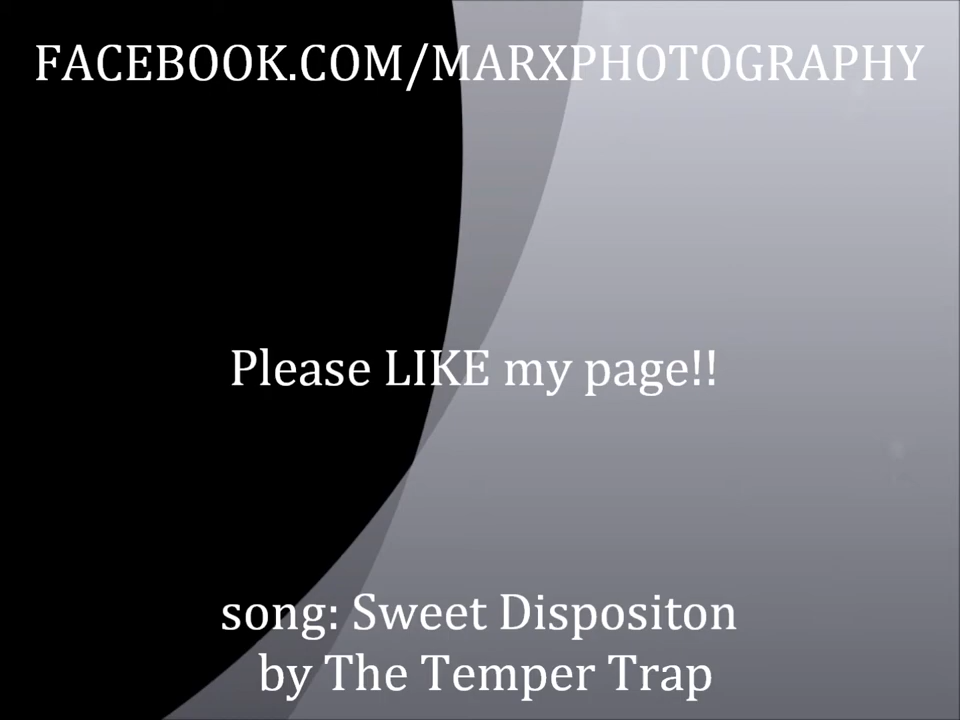 FACEBOOK.COM/MARXPHOTOGRAPHY
Please LIKE my page!!
song: Sweet Dispositon
by The Temper Trap